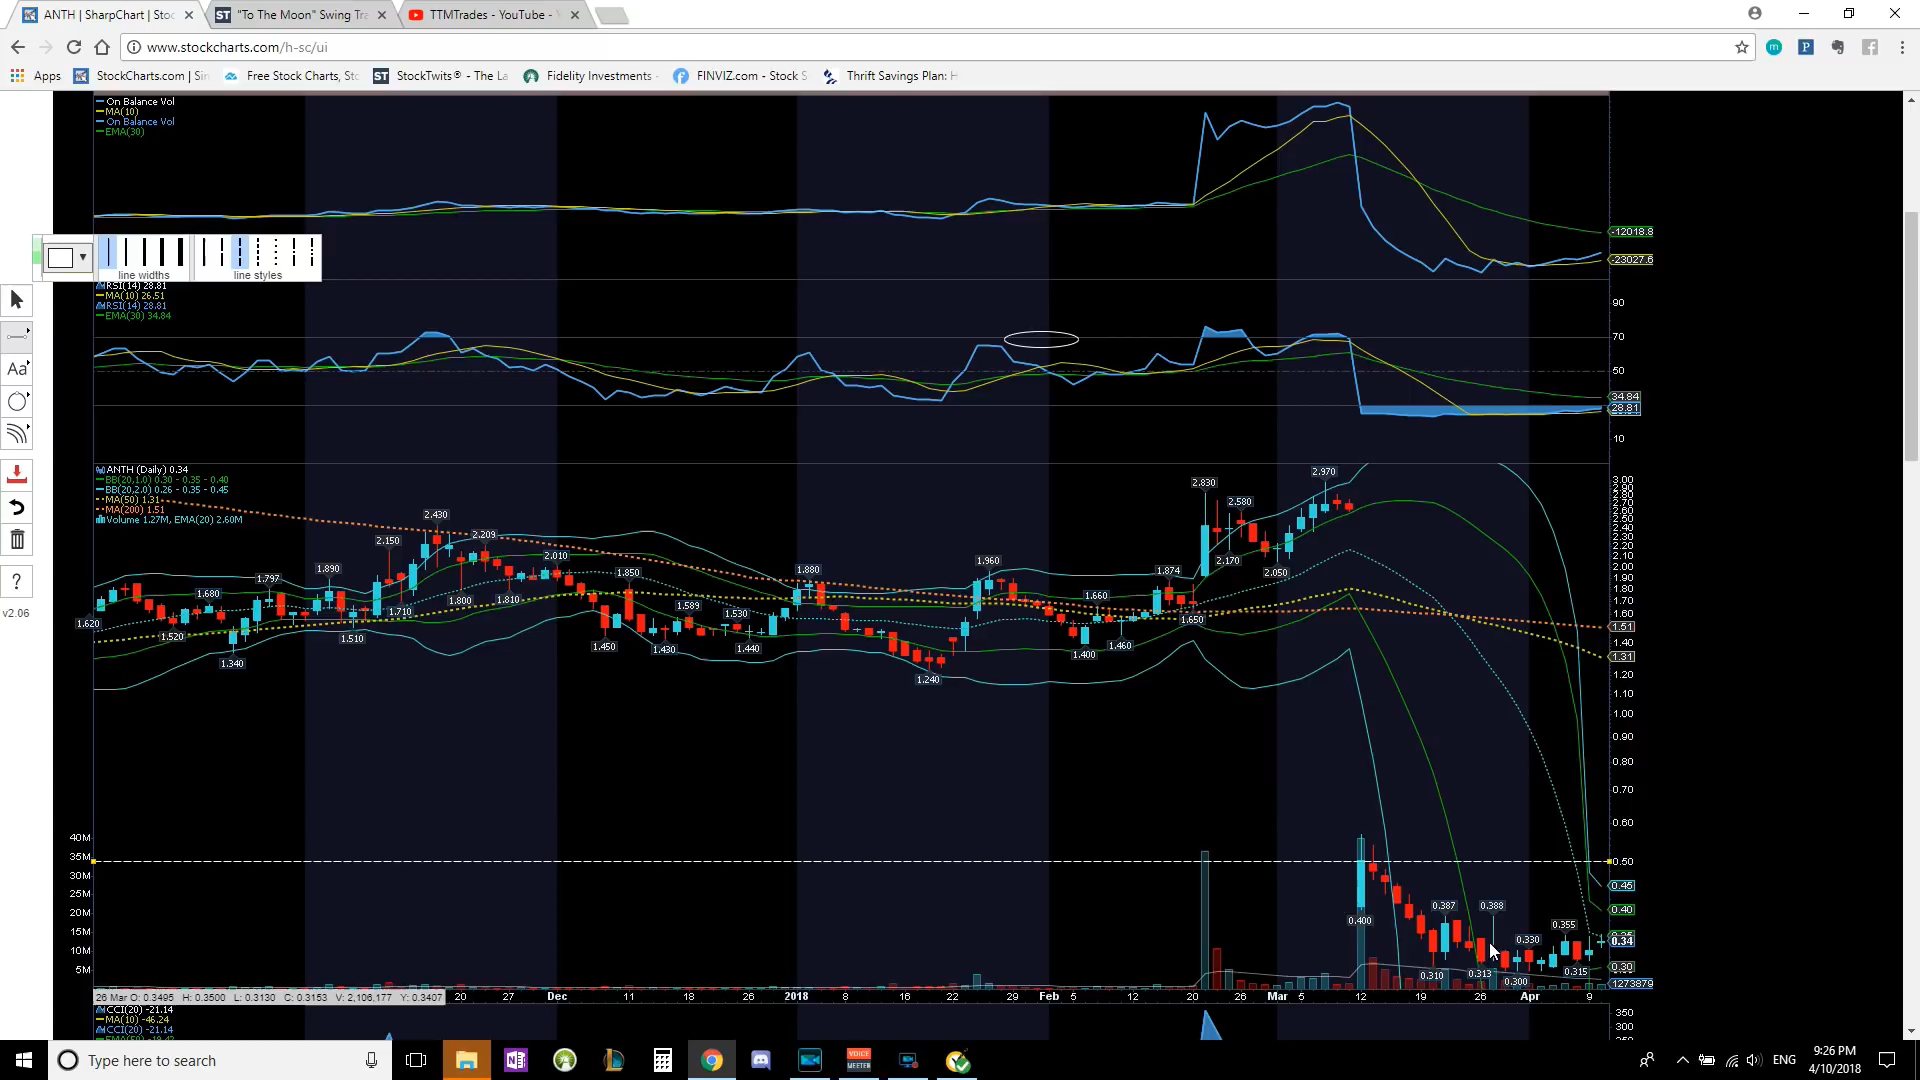 ANTH | SharpChart | Stoc
"To The Moon" Swing Tra
TTMTrades - YouTube -
www.stockcharts.com/h-sc/ui
Apps
StockCharts.com | Sin
Free Stock Charts, Sto
StockTwits® - The La
Fidelity Investments
FINVIZ.com - Stock S
Thrift Savings Plan: H
On Balance Vol
MA(10)
On Balance Vol
EMA(30)
-12018.8
-23027.6
line widths
line styles
RSI(14) 28.81
MA(10) 26.51
RSI(14) 28.81
EMA(30) 34.84
90
70
50
34.84
28.81
10
Aa
?
v2.06
ANTH (Daily) 0.34
BB(20,1.0) 0.30 - 0.35 - 0.40
BB(20,2.0) 0.26 - 0.35 - 0.45
MA(50) 1.31
MA(200) 1.51
Volume 1.27M, EMA(20) 2.60M
1.620
1.520
1.680
1.340
1.797
1.890
1.510
2.150
1.710
2.430
1.800
2.209
1.810
2.010
1.450
1.850
1.430
1.589
1.530
1.440
1.880
1.240
1.960
1.400
1.660
1.460
1.874
1.650
2.830
2.170
2.580
2.050
2.970
0.400
0.310
0.387
0.313
0.388
0.300
0.330
0.355
0.315
3.00
2.90
2.80
2.70
2.60
2.50
2.40
2.30
2.20
2.10
2.00
1.90
1.80
1.70
1.60
1.51
1.40
1.31
1.20
1.10
1.00
0.90
0.80
0.70
0.60
0.50
0.45
0.40
0.34
0.30
1273879
40M
35M
30M
25M
20M
15M
10M
5M
26 Mar O: 0.3495 H: 0.3500 L: 0.3130 C: 0.3153 V: 2,106,177 Y: 0.3407
20 27 Dec 11 18 26 2018 8 16 22 29 Feb 5 12 20 26 Mar 5 12 19 26 Apr 9
CCI(20) -21.14
MA(10) -46.24
CCI(20) -21.14
350
300
Type here to search
VOICE MEETER
ENG
9:26 PM
4/10/2018